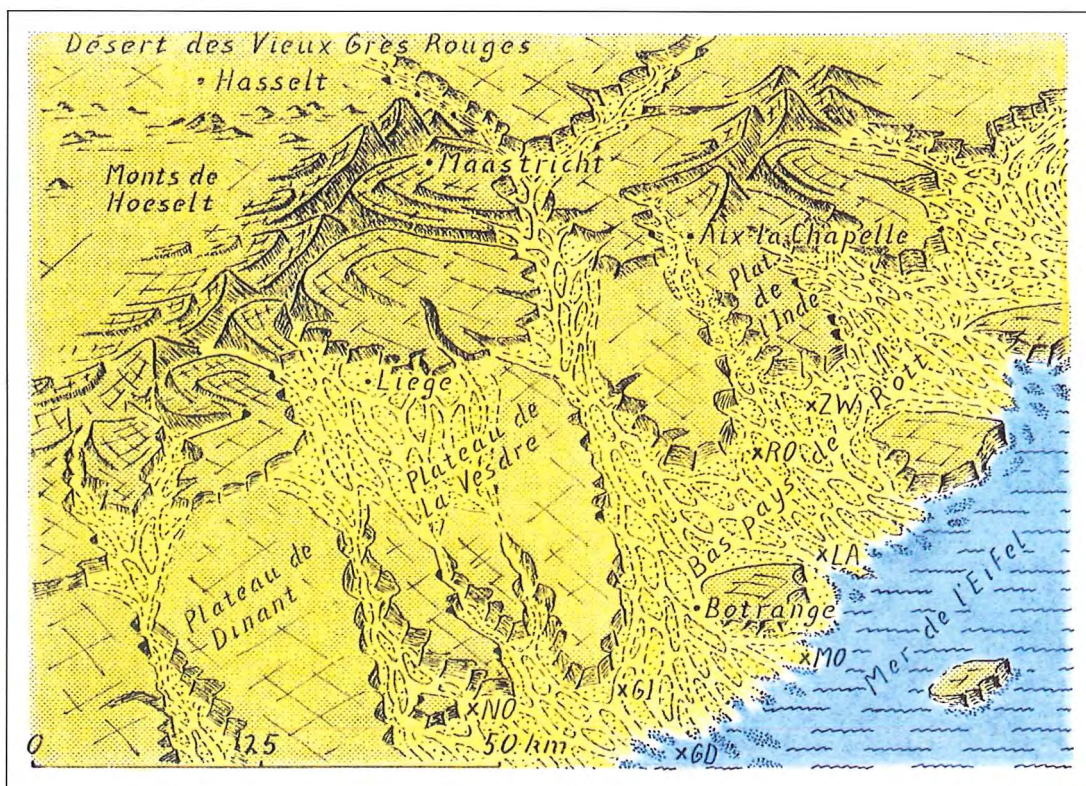 Désert des Vieux Grès Rouges
Hasselt
Maastricht
Monts de
Hoeselt
Aix-la Chapelle
Plat
de
l'Inde
Liège
Plateau de
La Vesdre
×ZW
×RO
Bas Pays de Rott
Plateau de
Dinant
×LA
Botrange
Mer de l'Eifel
×MO
×GI
×NO
×GD
0 25 50 km